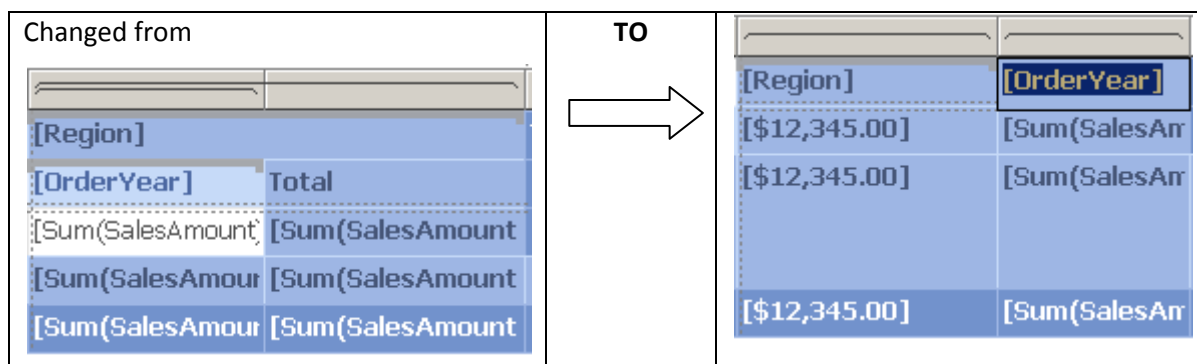 Changed from
TO
[Region]
[OrderYear] Total
[Sum(SalesAmount) [Sum(SalesAmount
[Sum(SalesAmour [Sum(SalesAmount
[Sum(SalesAmour [Sum(SalesAmount
[Region] [OrderYear]
[$12,345.00] [Sum(SalesAm
[$12,345.00] [Sum(SalesAm
[$12,345.00] [Sum(SalesAm